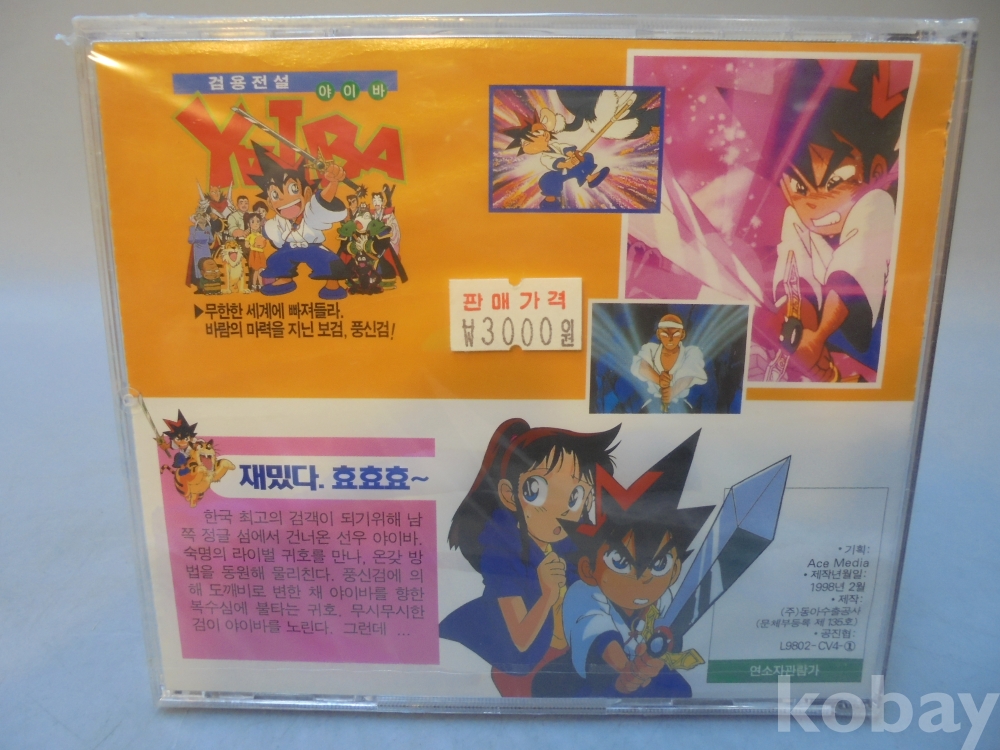 검용전설
야이바
YAIBA
▶무한한 세계에 빠져들라.
바람의 마력을 지닌 보검, 풍신검!
판매가격
₩3000원
재밌다. 효효효~
한국 최고의 검객이 되기위해 남
쪽 정글 섬에서 건너온 선우 야이바.
숙명의 라이벌 귀호를 만나, 온갖 방
법을 동원해 물리친다. 풍신검에 의
해 도깨비로 변한 채 야이바를 향한
복수심에 불타는 귀호. 무시무시한
검이 야이바를 노린다. 그런데 ...
• 기획:
Ace Media
• 제작년월일:
1998년 2월
• 제작:
(주)동아수출공사
(문체부등록 제 135호)
• 공진협:
L9802-CV4-①
연소자관람가
kobay